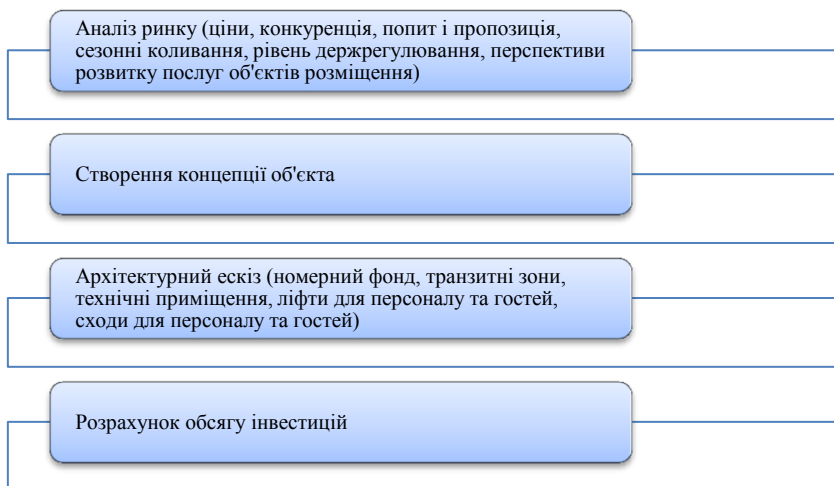 Аналіз ринку (ціни, конкуренція, попит і пропозиція,
сезонні коливання, рівень держрегулювання, перспективи
розвитку послуг об'єктів розміщення)
Створення концепції об'єкта
Архітектурний ескіз (номерний фонд, транзитні зони,
технічні приміщення, ліфти для персоналу та гостей,
сходи для персоналу та гостей)
Розрахунок обсягу інвестицій